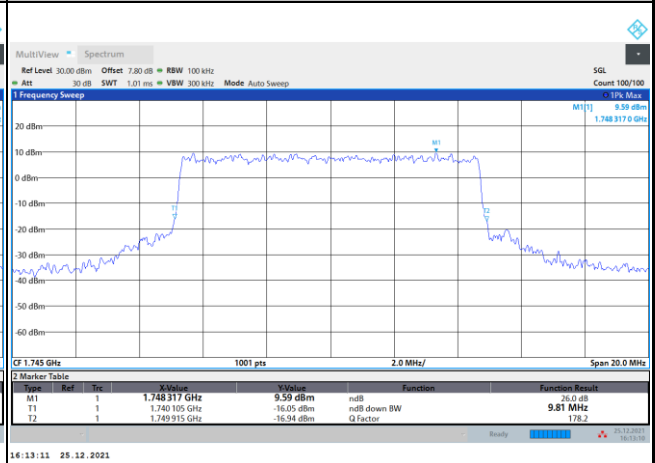 MultiView Spectrum
Ref Level 30.00 dBm Offset 7.80 dB RBW 100 kHz SGL
Att 30 dB SWT 1.01 ms VBW 300 kHz Mode Auto Sweep Count 100/100
1 Frequency Sweep 1Pk Max
M1[1] 9.59 dBm
1.748 317 0 GHz
20 dBm
M1
10 dBm
0 dBm
-10 dBm
T1
T2
-20 dBm
-30 dBm
-40 dBm
-50 dBm
-60 dBm
CF 1.745 GHz 1001 pts 2.0 MHz/ Span 20.0 MHz
2 Marker Table
Type Ref Trc X-Value Y-Value Function Function Result
M1 1 1.748 317 GHz 9.59 dBm ndB 26.0 dB
T1 1 1.740 105 GHz -16.05 dBm ndB down BW 9.81 MHz
T2 1 1.749 915 GHz -16.94 dBm Q Factor 178.2
Ready 25.12.2021
16:13:10
16:13:11 25.12.2021